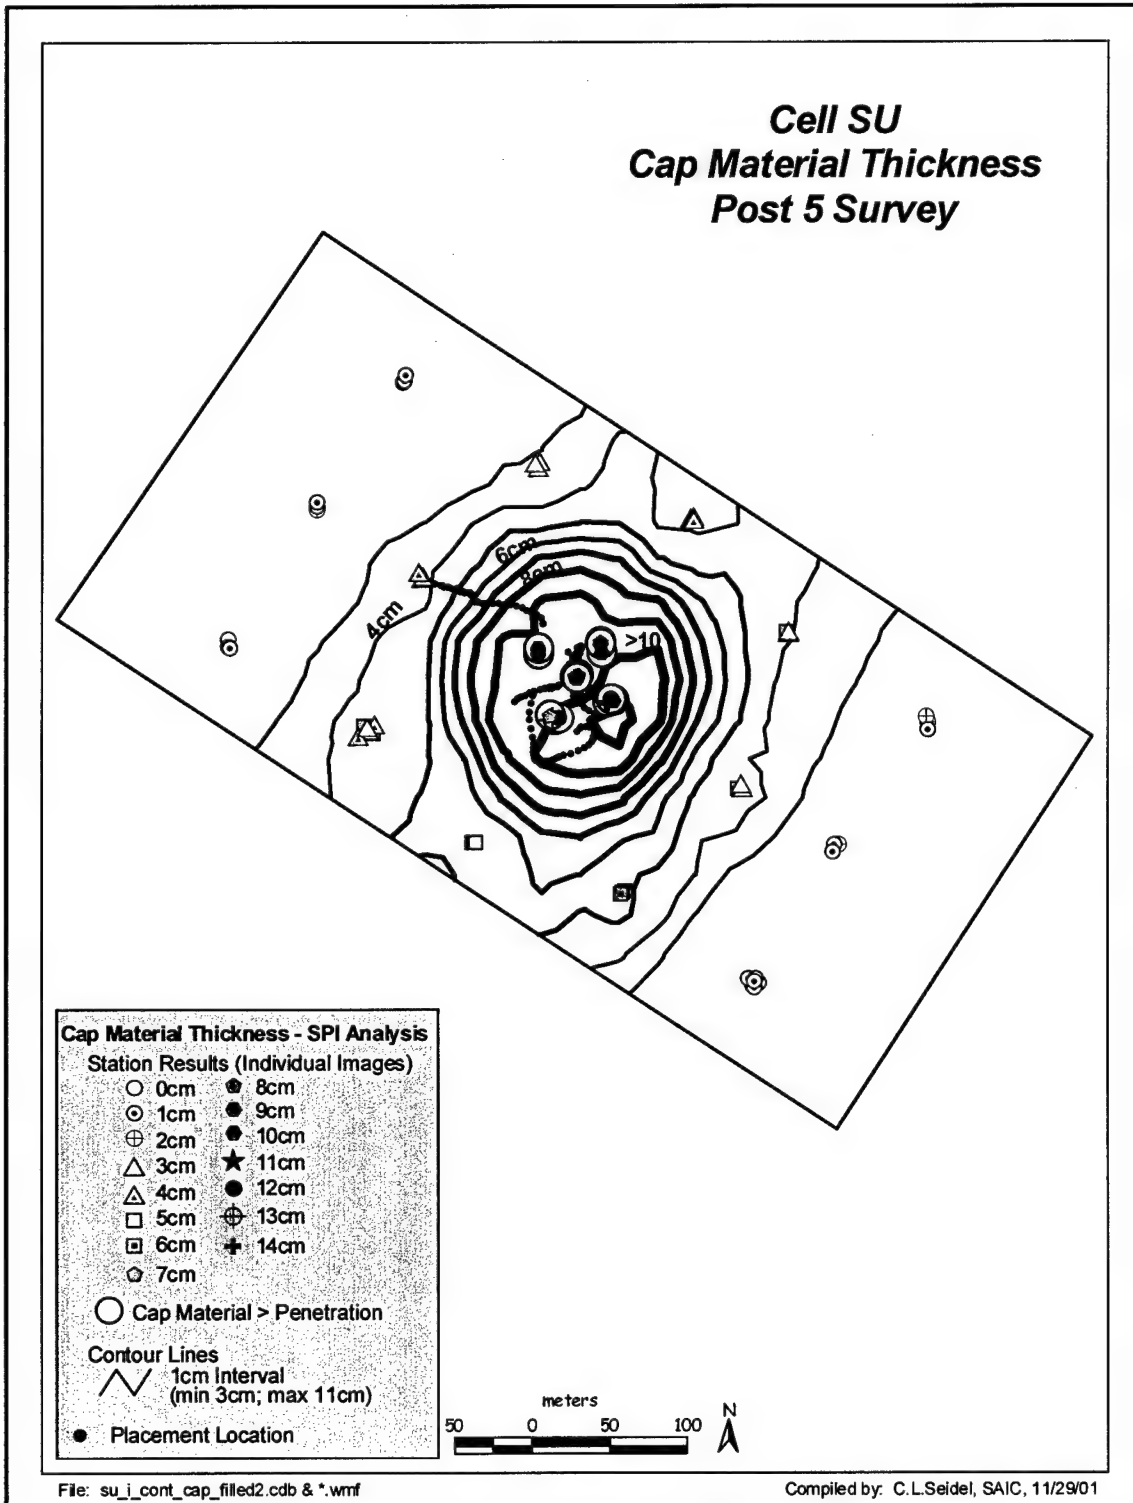 Cell SU
Cap Material Thickness
Post 5 Survey
6cm
8cm
4cm
>10
Cap Material Thickness - SPI Analysis
Station Results (Individual Images)
0cm
1cm
2cm
3cm
4cm
5cm
6cm
7cm
8cm
9cm
10cm
11cm
12cm
13cm
14cm
Cap Material > Penetration
Contour Lines
1cm Interval
(min 3cm; max 11cm)
Placement Location
meters
50 0 50 100
N
File: su_i_cont_cap_filled2.cdb & *.wmf
Compiled by: C.L.Seidel, SAIC, 11/29/01